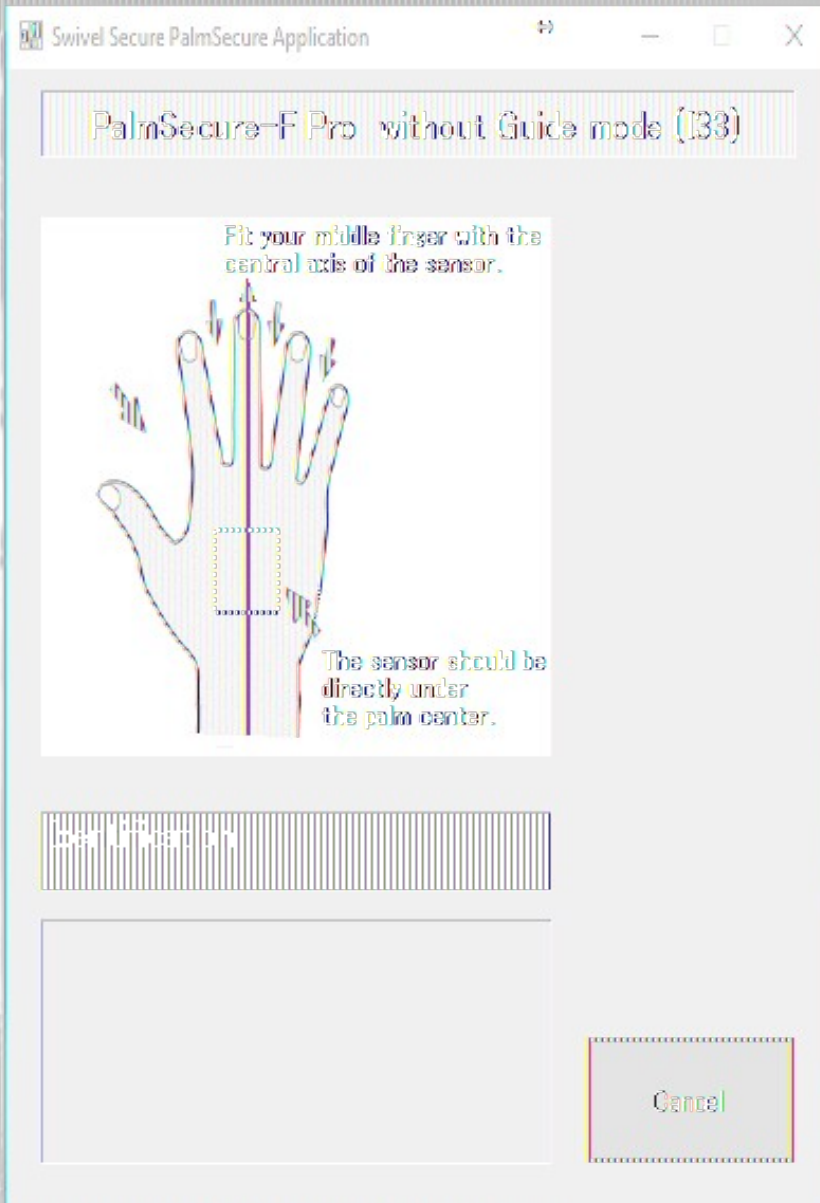 Swivel Secure PalmSecure Application
PalmSecure-F Pro without Guide mode (I33)
Fit your middle finger with the
central axis of the sensor.
The sensor should be
directly under
the palm center.
Cancel